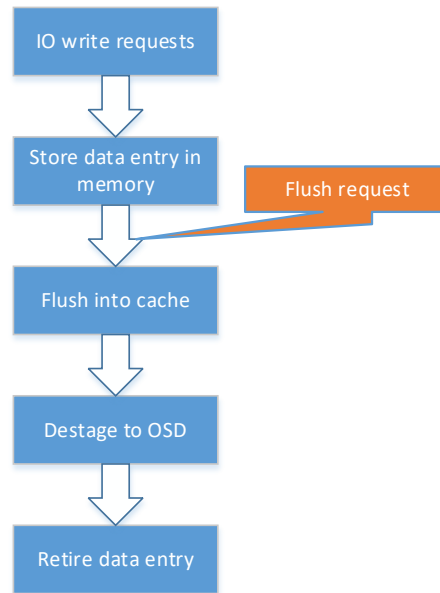 IO write requests
Store data entry in
memory
Flush request
Flush into cache
Destage to OSD
Retire data entry